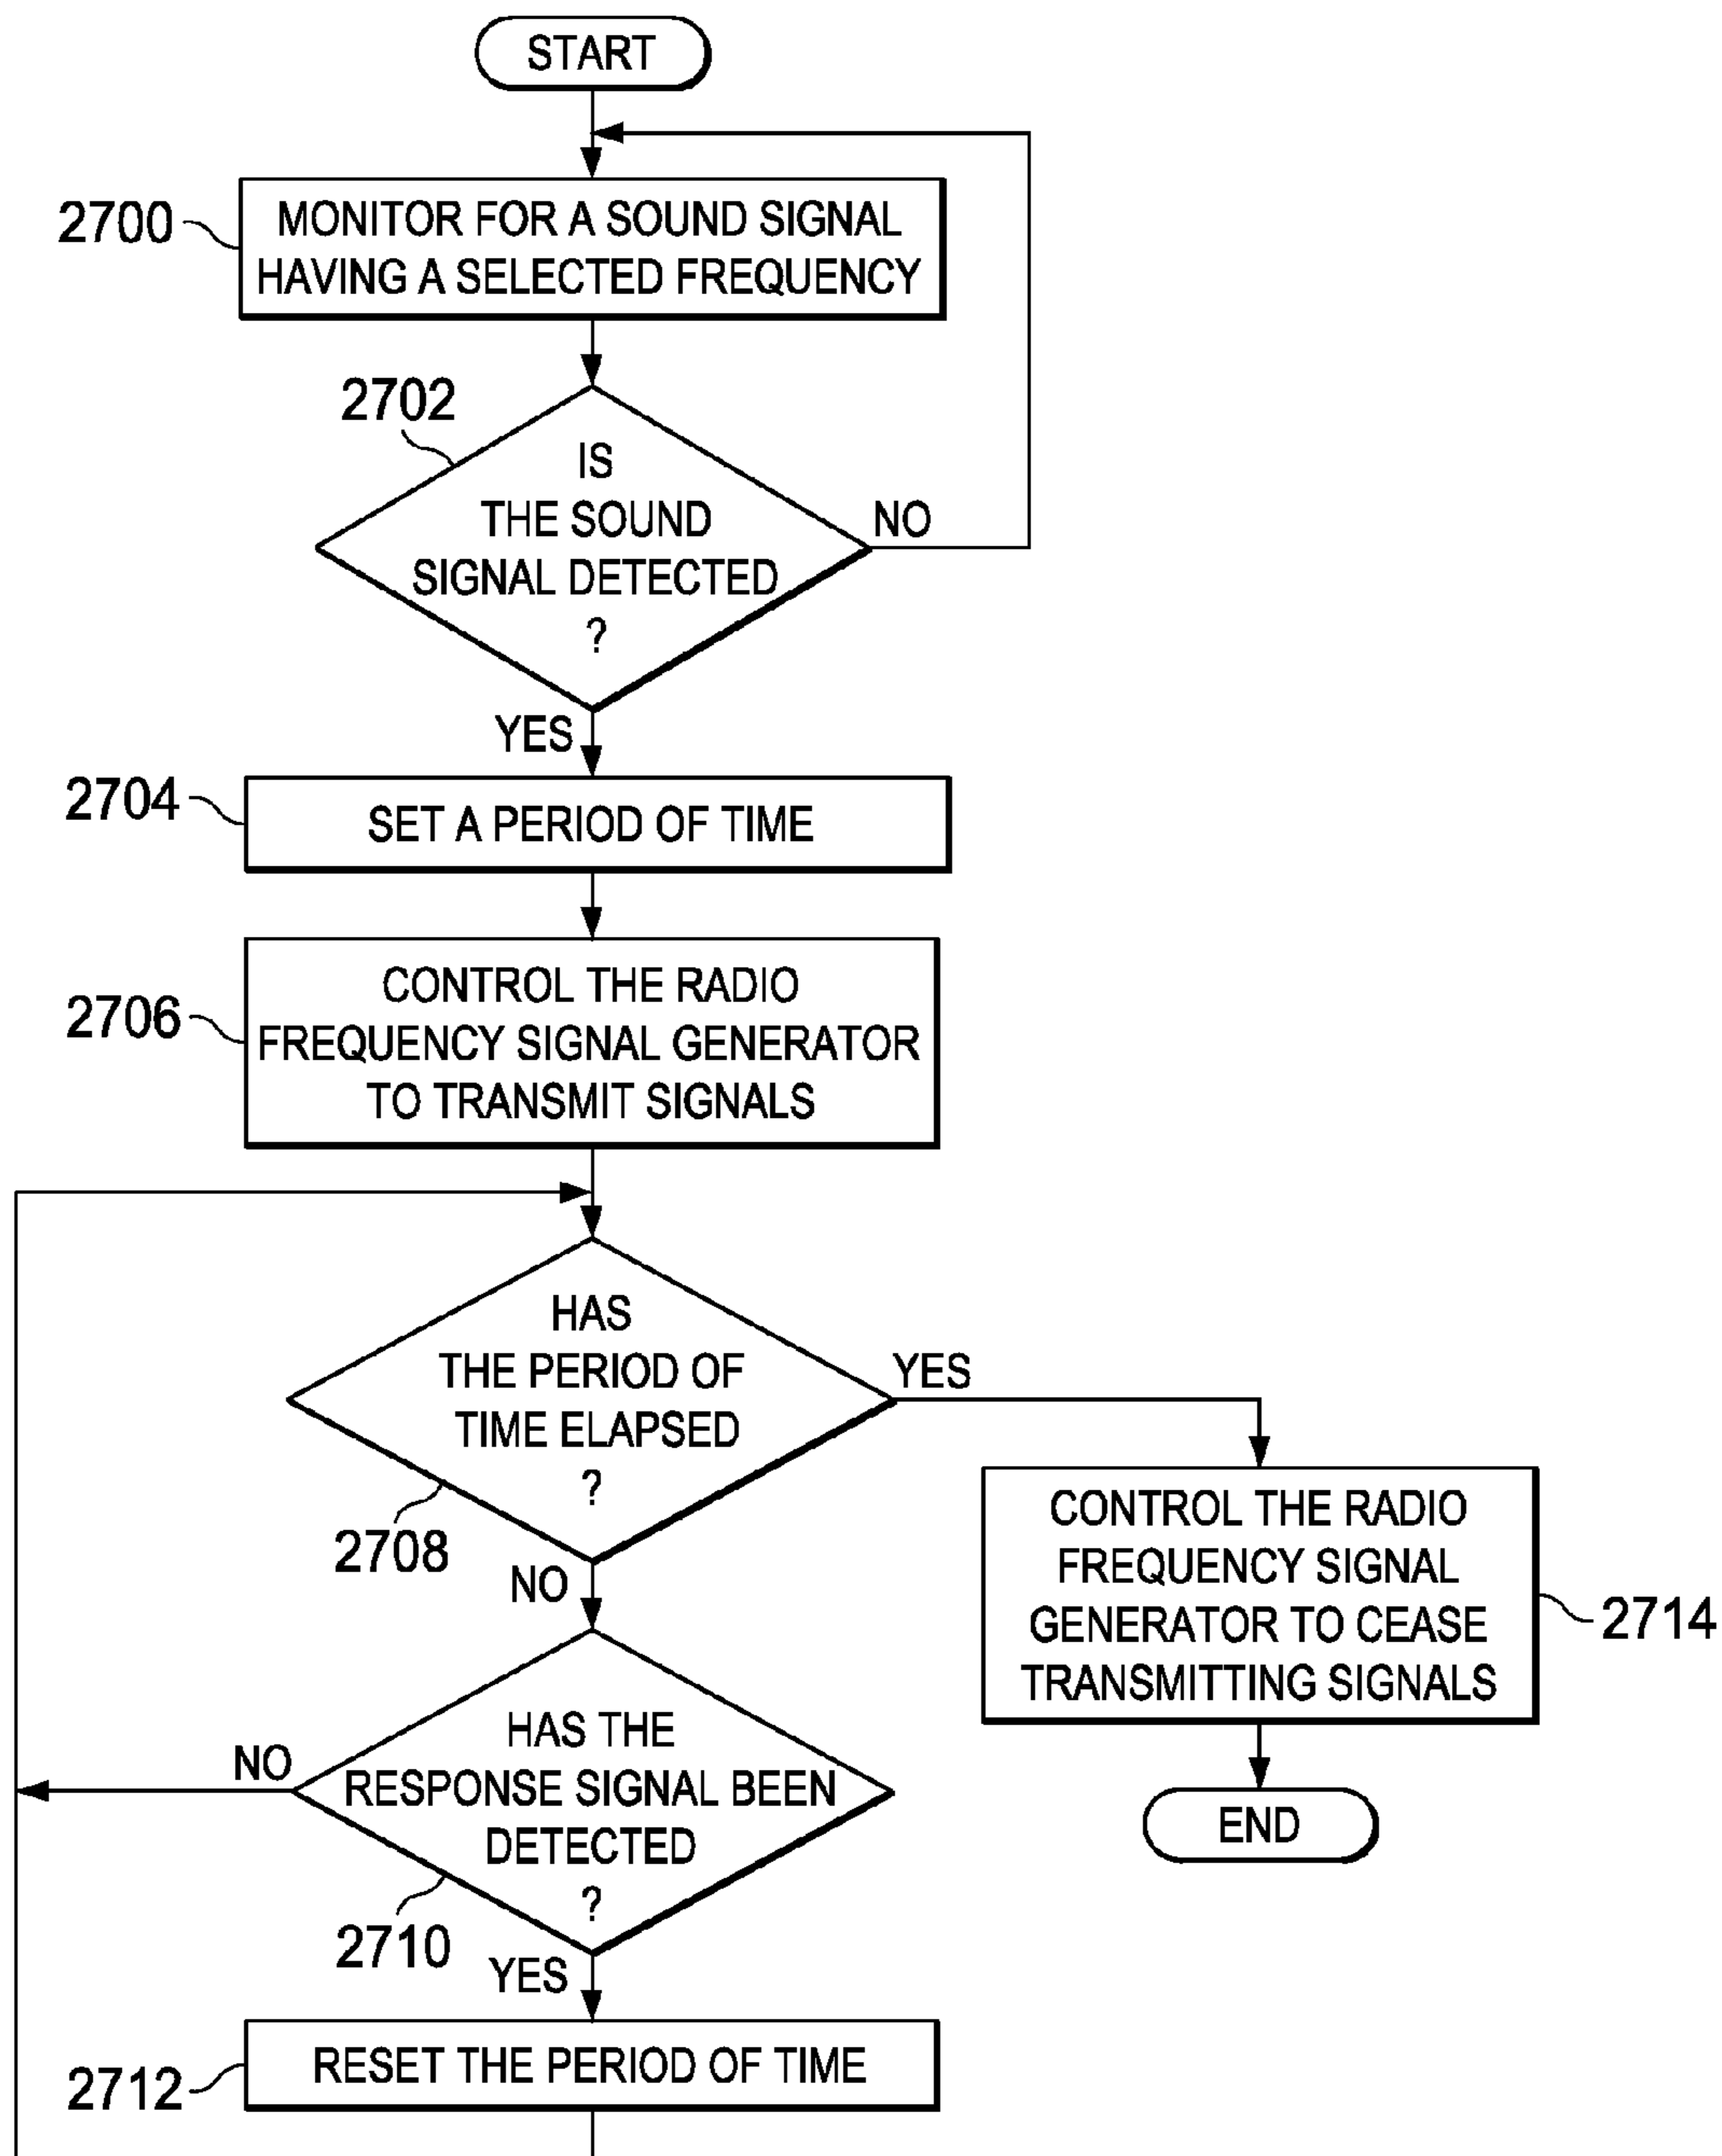 START
2700
MONITOR FOR A SOUND SIGNAL
HAVING A SELECTED FREQUENCY
2702
IS
THE SOUND
SIGNAL DETECTED
?
NO
YES
2704
SET A PERIOD OF TIME
2706
CONTROL THE RADIO
FREQUENCY SIGNAL GENERATOR
TO TRANSMIT SIGNALS
HAS
THE PERIOD OF
TIME ELAPSED
?
YES
2708
NO
CONTROL THE RADIO
FREQUENCY SIGNAL
GENERATOR TO CEASE
TRANSMITTING SIGNALS
2714
END
HAS THE
RESPONSE SIGNAL BEEN
DETECTED
?
NO
2710
YES
2712
RESET THE PERIOD OF TIME